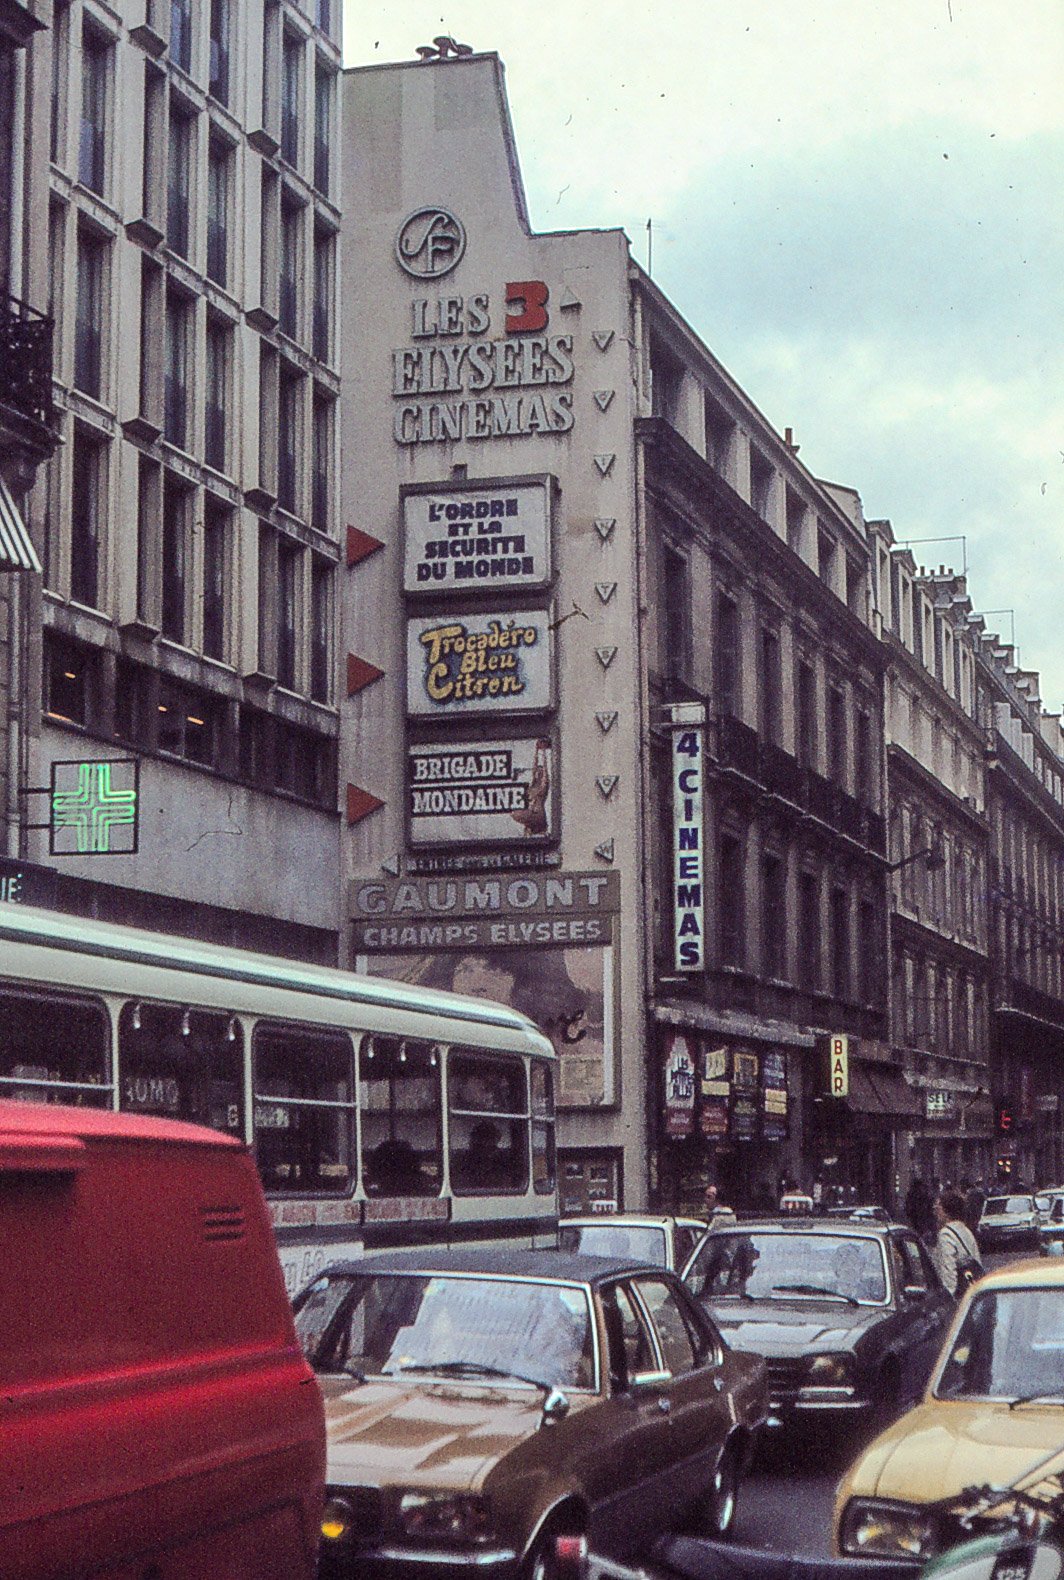 SF
LES 3
ELYSEES
CINEMAS
L'ORDRE
ET LA
SECURITE
DU MONDE
Trocadéro
Bleu
Citron
BRIGADE
MONDAINE
GAUMONT
CHAMPS ELYSEES
4 CINEMAS
BAR
125